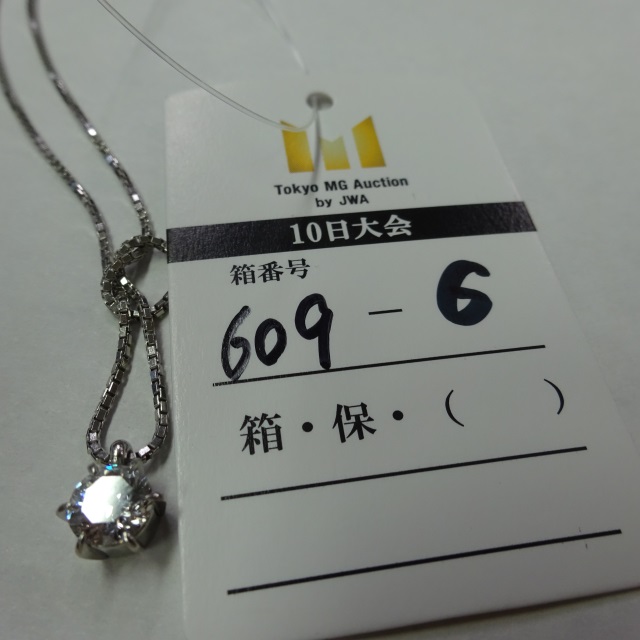 Tokyo MG Auction
by JWA
10日大会
箱番号
609 - 6
箱・保・（　　）